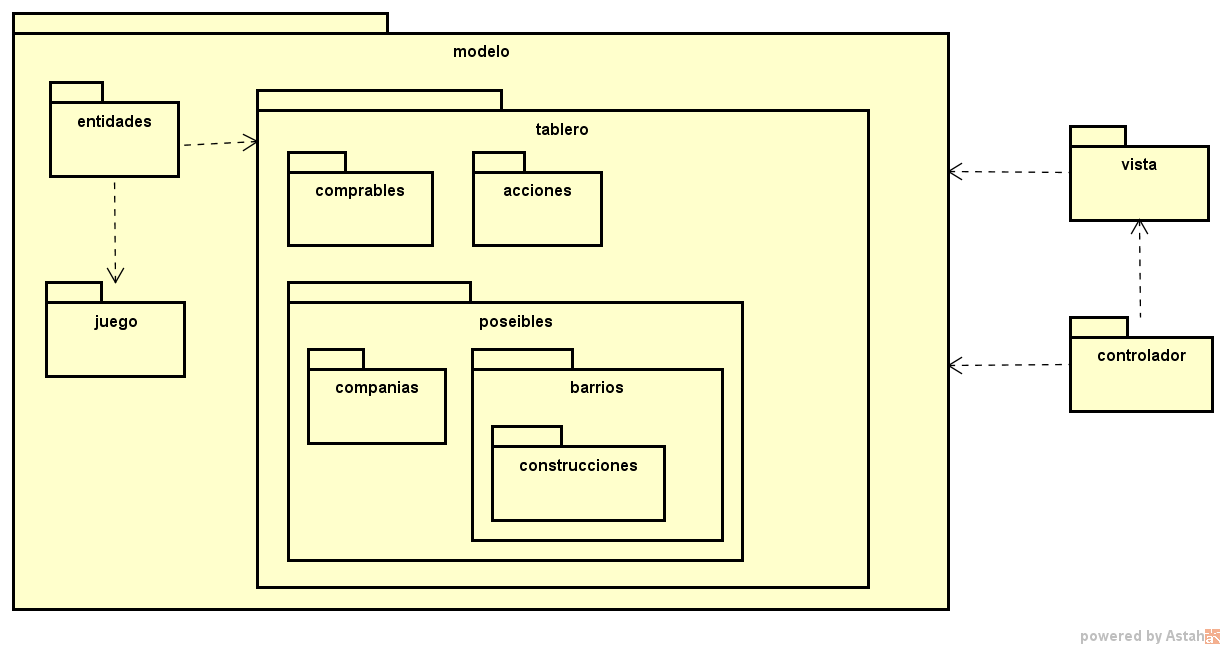 modelo
entidades
tablero
comprables
acciones
vista
juego
poseibles
controlador
companias
barrios
construcciones
powered by Astah